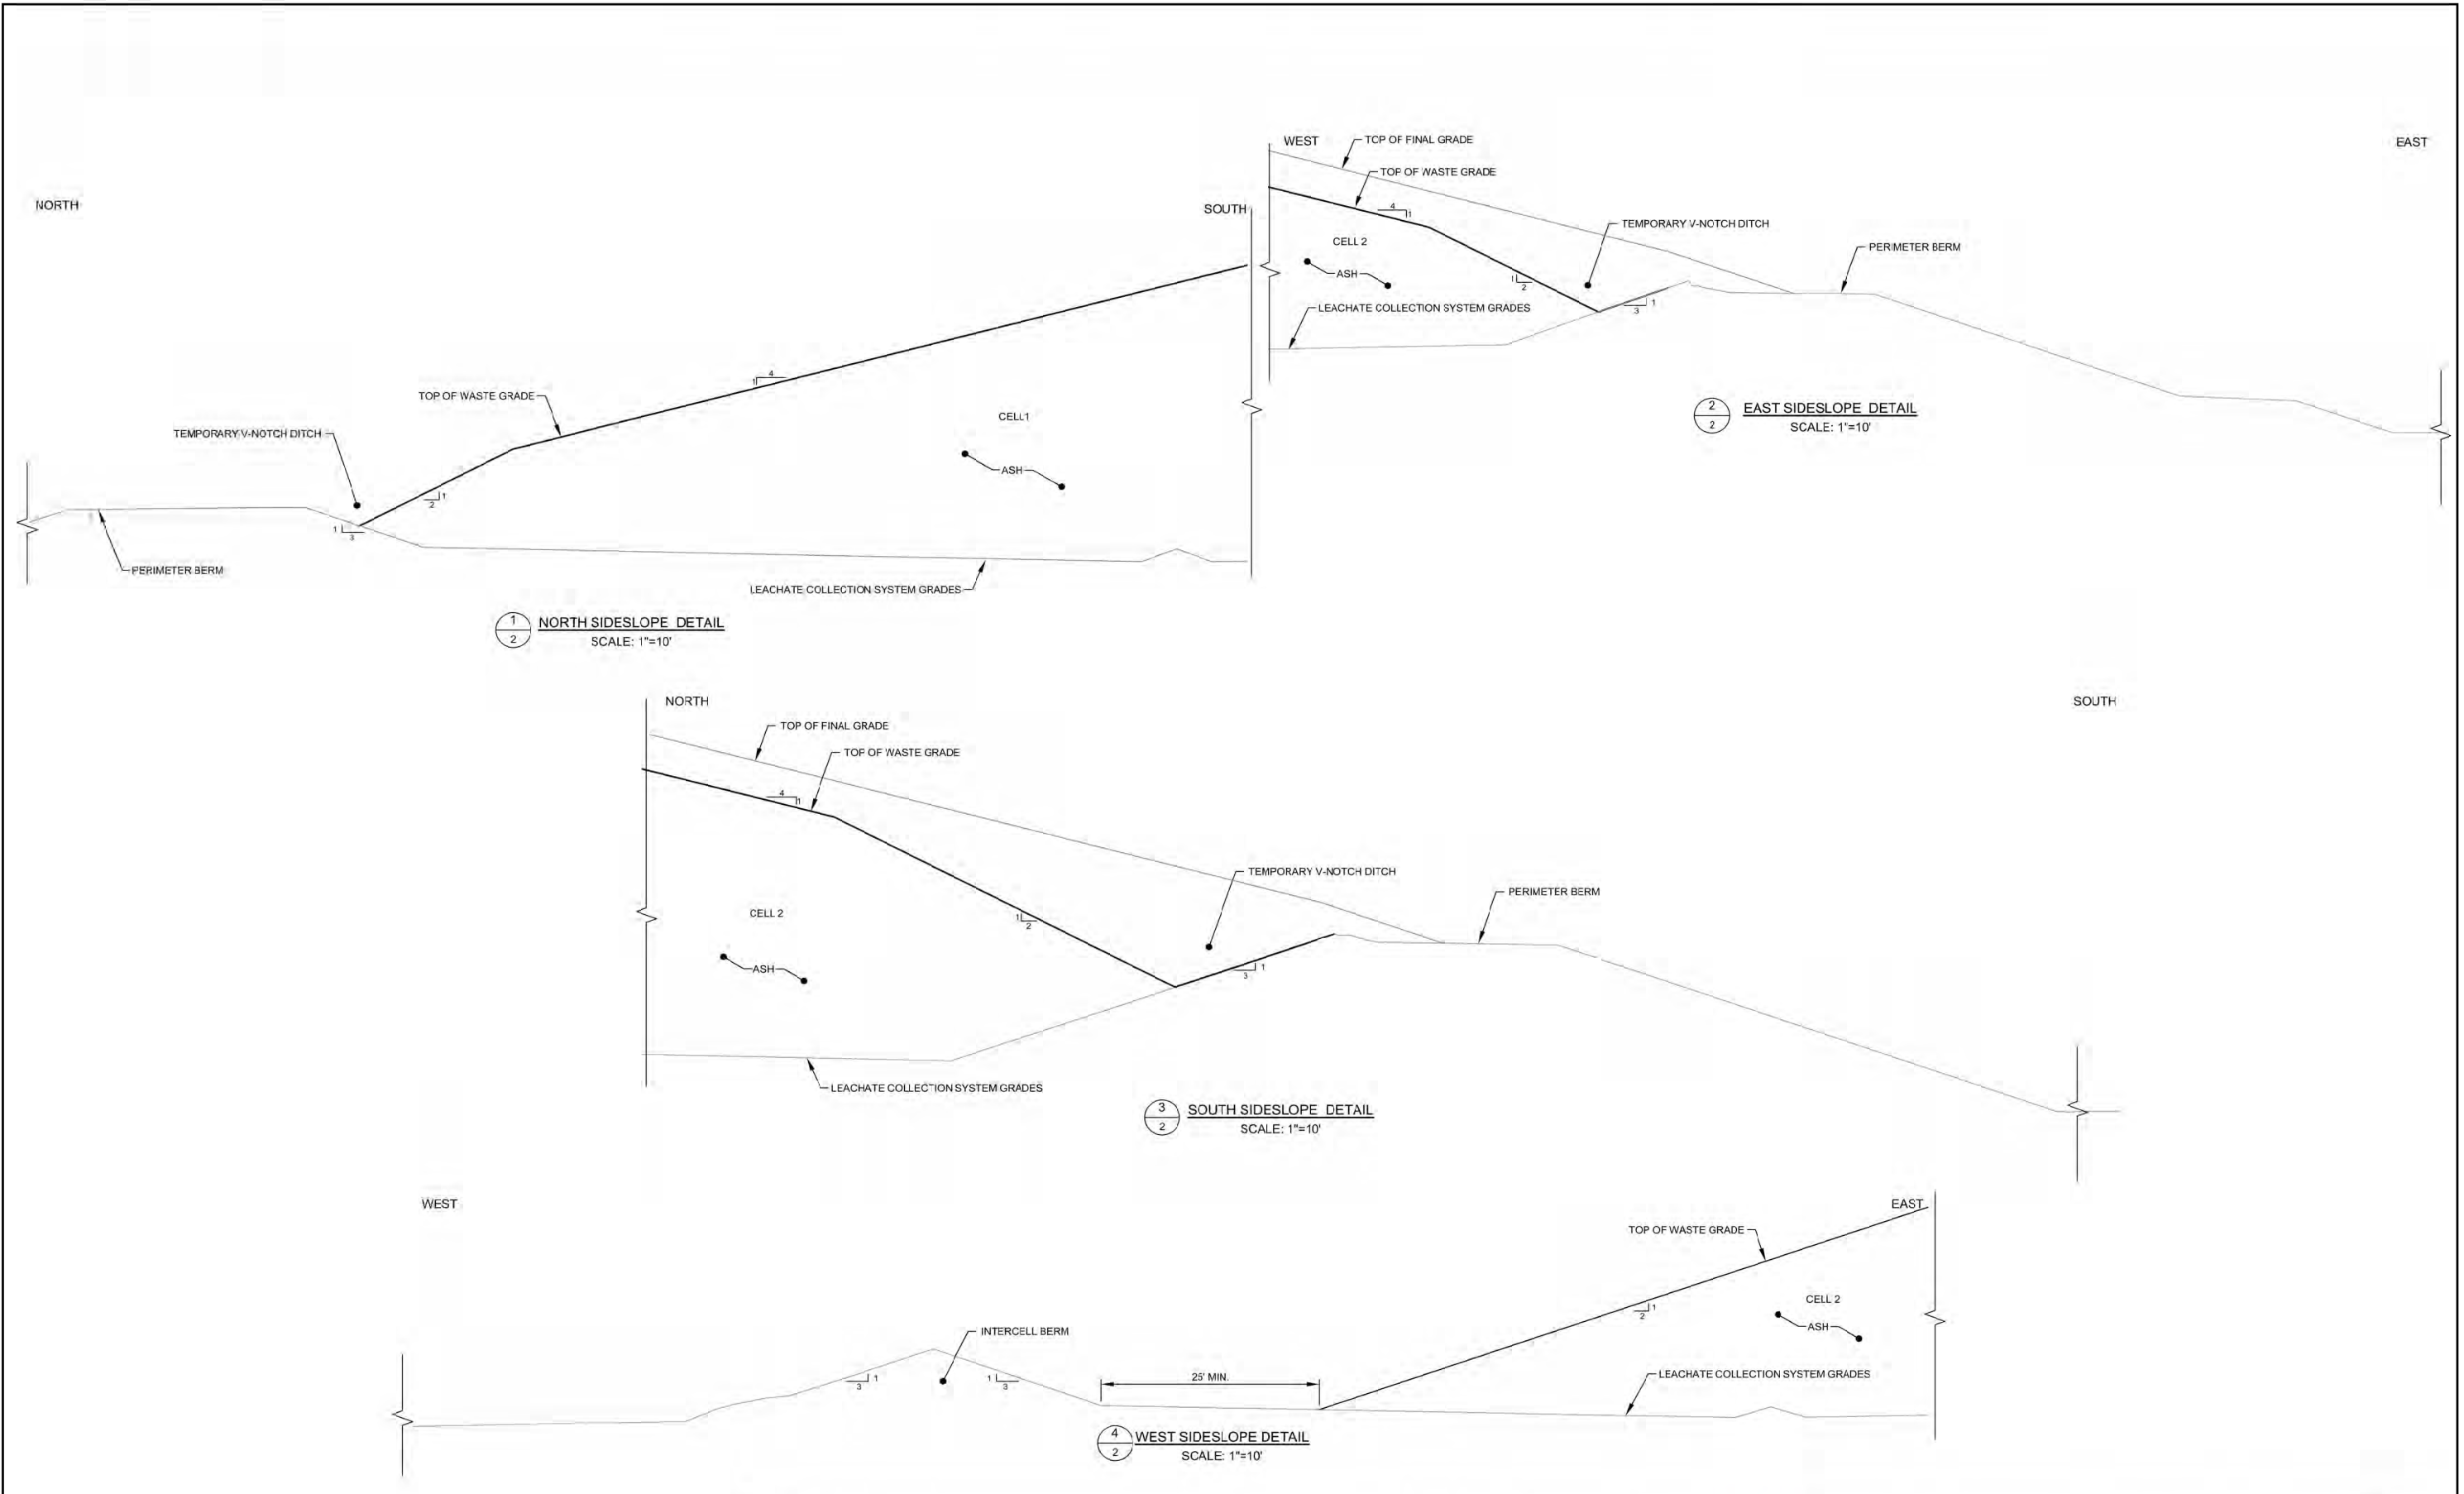 NORTH
SOUTH
TOP OF WASTE GRADE
4
1
TEMPORARY V-NOTCH DITCH
CELL1
ASH
1
2
1
3
PERIMETER BERM
LEACHATE COLLECTION SYSTEM GRADES
1
2
NORTH SIDESLOPE DETAIL
SCALE: 1"=10'
WEST
EAST
TOP OF FINAL GRADE
TOP OF WASTE GRADE
4
1
TEMPORARY V-NOTCH DITCH
CELL 2
PERIMETER BERM
ASH
1
2
LEACHATE COLLECTION SYSTEM GRADES
1
3
2
2
EAST SIDESLOPE DETAIL
SCALE: 1"=10'
NORTH
SOUTH
TOP OF FINAL GRADE
TOP OF WASTE GRADE
4
1
TEMPORARY V-NOTCH DITCH
PERIMETER BERM
CELL 2
1
2
ASH
1
3
LEACHATE COLLECTION SYSTEM GRADES
3
2
SOUTH SIDESLOPE DETAIL
SCALE: 1"=10'
WEST
EAST
TOP OF WASTE GRADE
CELL 2
1
2
ASH
INTERCELL BERM
1
3
1
3
25' MIN.
LEACHATE COLLECTION SYSTEM GRADES
4
2
WEST SIDESLOPE DETAIL
SCALE: 1"=10'